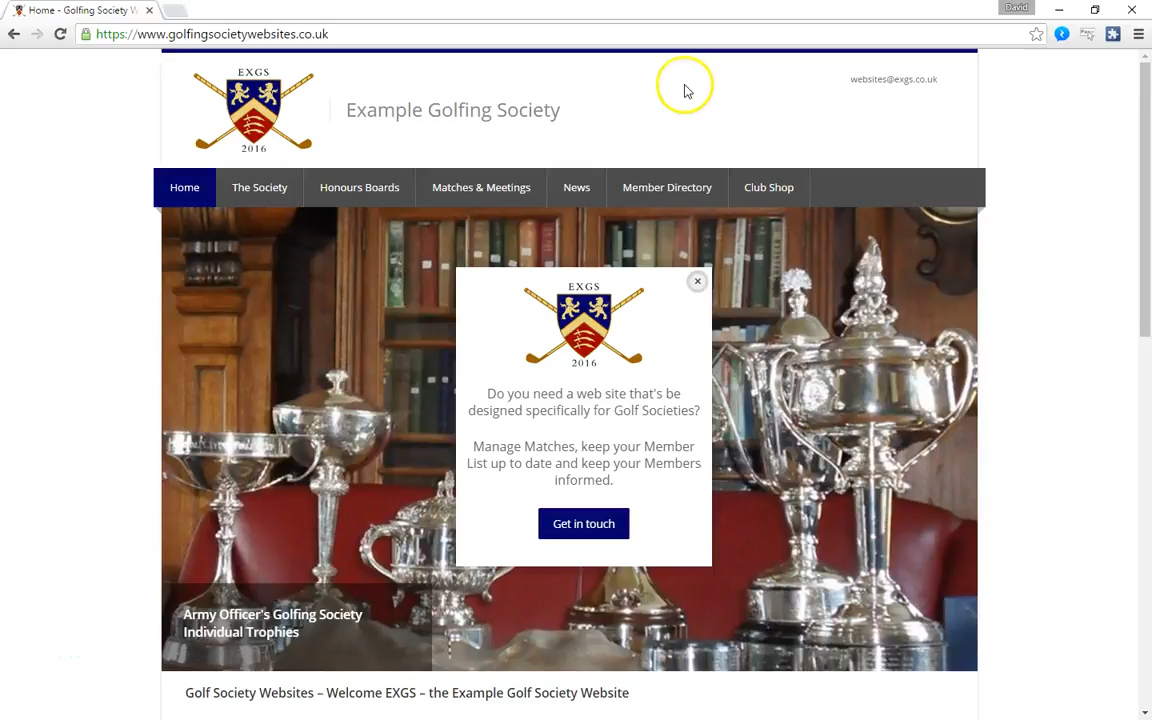 Home - Golfing Society W
David
https://www.golfingsocietywebsites.co.uk
EXGS
2016
Example Golfing Society
websites@exgs.co.uk
Home The Society Honours Boards Matches & Meetings News Member Directory Club Shop
EXGS
2016
Do you need a web site that's be
designed specifically for Golf Societies?
Manage Matches, keep your Member
List up to date and keep your Members
informed.
Get in touch
Army Officer's Golfing Society
Individual Trophies
Golf Society Websites – Welcome EXGS – the Example Golf Society Website